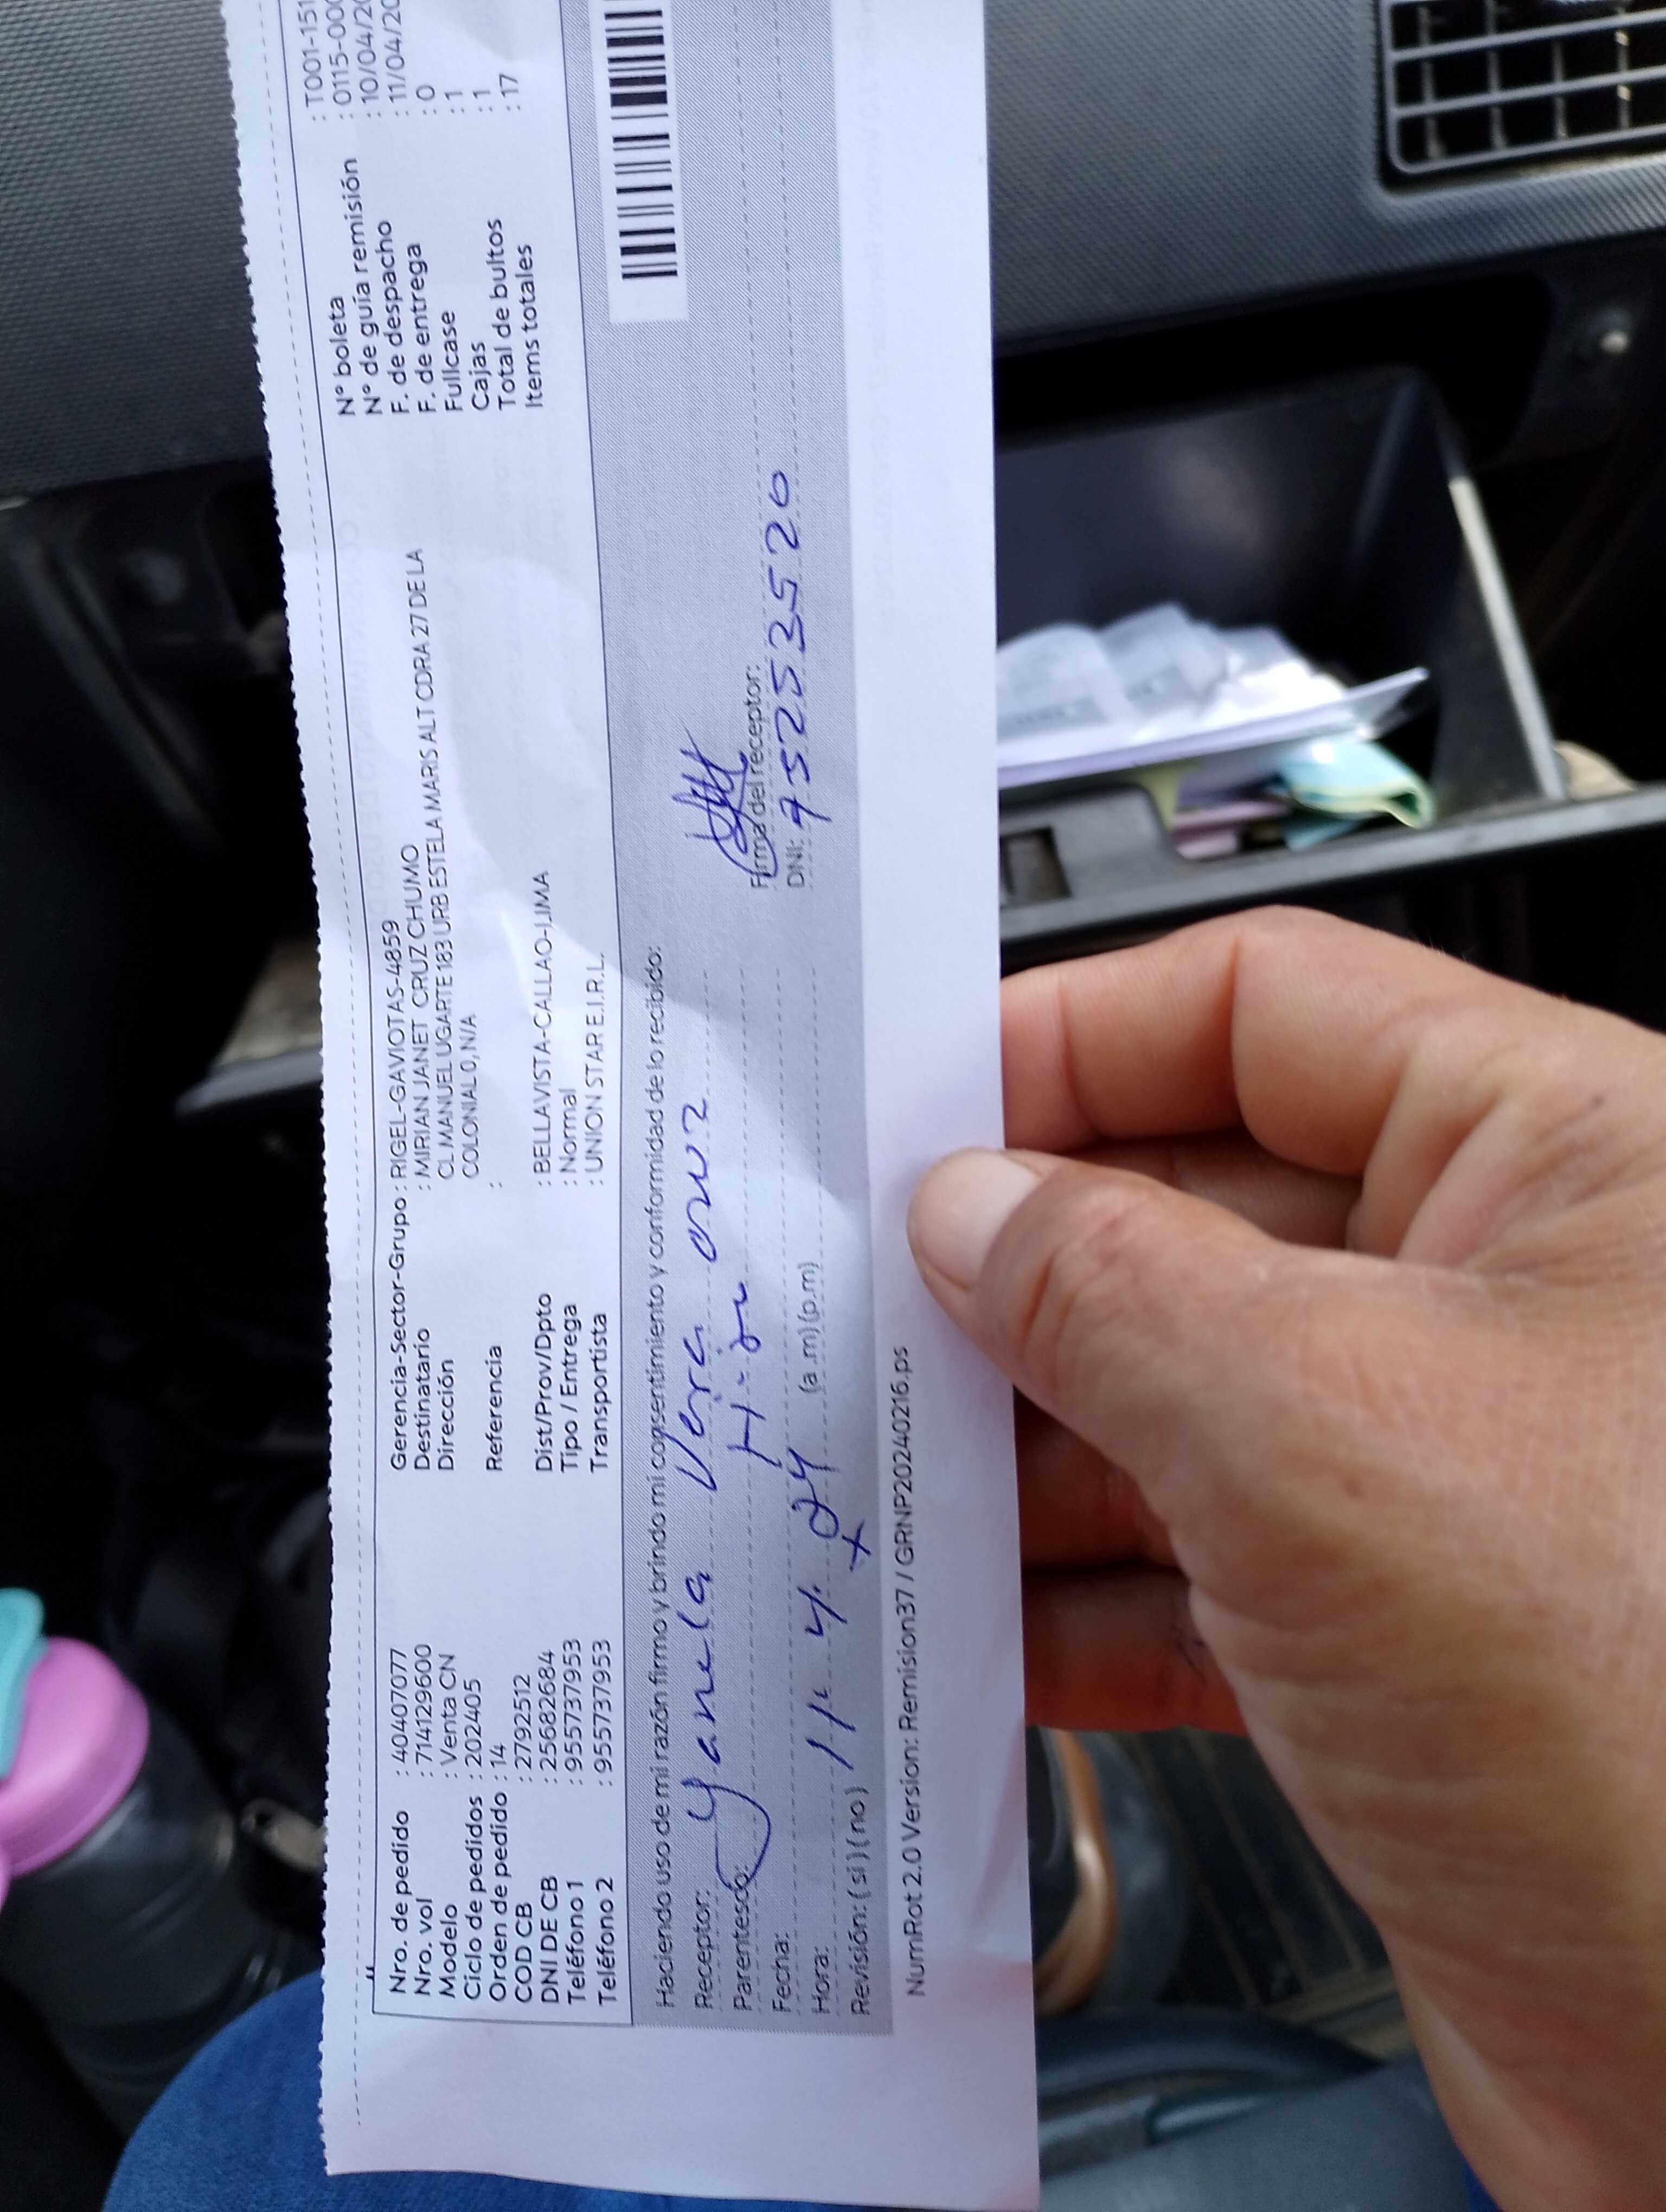 Nro. de pedido : 40407077
Nro. vol : 714129600
Modelo : Venta CN
Ciclo de pedidos : 202405
Orden de pedido : 14
COD CB : 2792512
DNI DE CB : 25682684
Teléfono 1 : 955737953
Teléfono 2 : 955737953
Gerencia-Sector-Grupo : RIGEL-GAVIOTAS-4859
Destinatario : MIRIAN JANET CRUZ CHUMO
Dirección CL MANUEL UGARTE 183 URB ESTELA MARIS ALT CDRA 27 DE LA
COLONIAL 0, N/A
Referencia :
Dist/Prov/Dpto : BELLAVISTA-CALLAO-LIMA
Tipo / Entrega : Normal
Transportista : UNION STAR E.I.R.L.
N° boleta : T001-151
N° de guía remisión : 0115-000
F. de despacho : 10/04/20
F. de entrega : 11/04/20
Fullcase : 0
Cajas : 1
Total de bultos : 1
Items totales : 17
Haciendo uso de mi razón firmo y brindo mi consentimiento y conformidad de lo recibido:
Receptor: Yanela Vera
Parentesco:
Fecha:
Hora: 11. 4. 24 (a.m) (p.m)
Revisión: ( si ) ( no )
Firma del receptor:
DNI: 75253520
NumRot 2.0 Version: Remision37 / GRNP20240216.ps